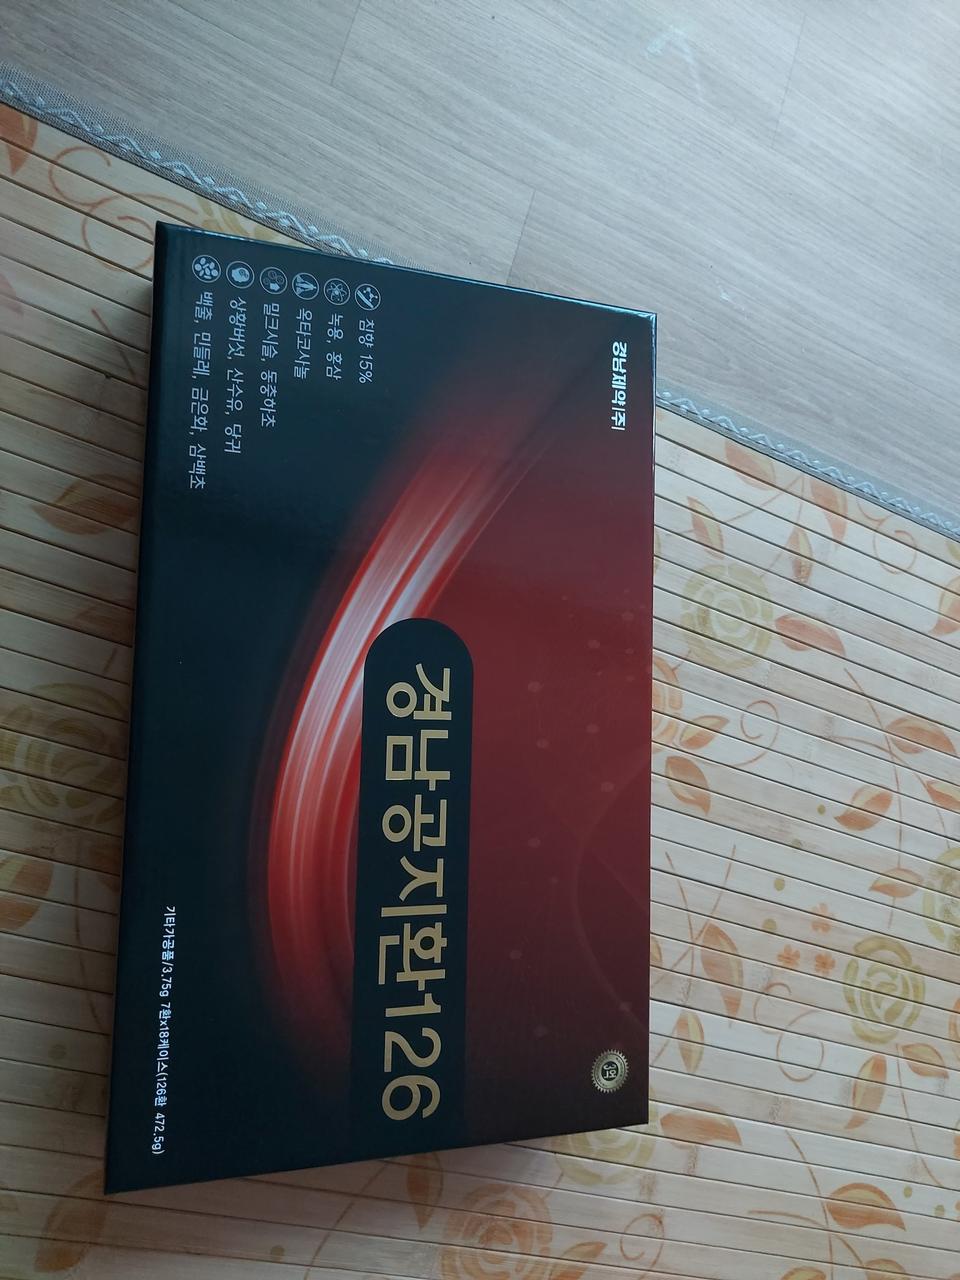 경남제약(주)
침향 15%
녹용, 홍삼
옥타코사놀
밀크시슬, 동충하초
상황버섯, 산수유, 당귀
백출, 민들레, 금은화, 삼백초
경남공지환126
기타가공품/3.75g 7환x18케이스(126환 472.5g)